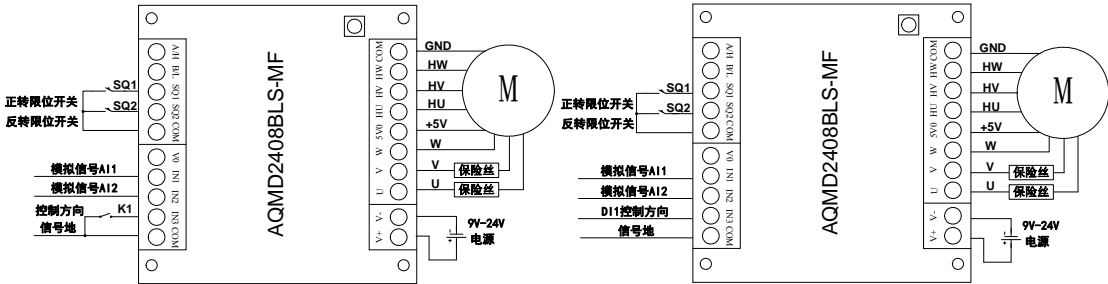 A/H
B/L
SQ1
SQ2
COM
V0
IN1
IN2
IN3
COM
SQ1
正转限位开关
SQ2
反转限位开关
模拟信号AI1
模拟信号AI2
控制方向
K1
信号地
AQMD2408BLS-MF
COM
HW
HV
HU
5V0
W
V
U
V-
V+
GND
HW
HV
HU
+5V
W
V
保险丝
U
保险丝
M
9V-24V
电源
A/H
B/L
SQ1
SQ2
COM
V0
IN1
IN2
IN3
COM
SQ1
正转限位开关
SQ2
反转限位开关
模拟信号AI1
模拟信号AI2
DI1控制方向
信号地
AQMD2408BLS-MF
COM
HW
HV
HU
5V0
W
V
U
V-
V+
GND
HW
HV
HU
+5V
W
V
保险丝
U
保险丝
M
9V-24V
电源